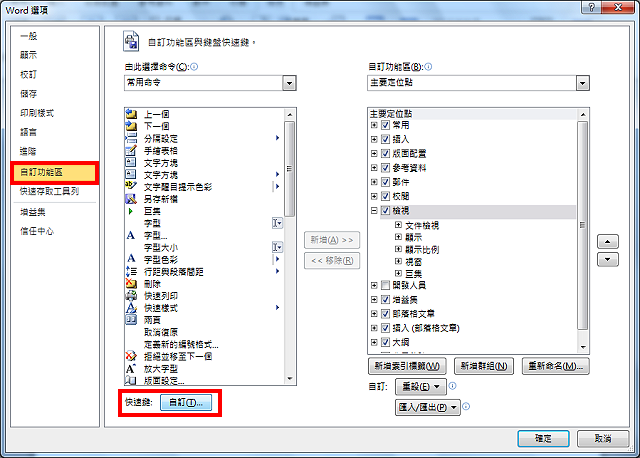 Word 選項
一般
顯示
校訂
儲存
印刷樣式
語言
進階
自訂功能區
快速存取工具列
增益集
信任中心
自訂功能區與鍵盤快速鍵。
由此選擇命令(C):
常用命令
上一個
下一個
分隔設定
手繪表格
文字方塊
文字方塊
文字醒目提示色彩
另存新檔
巨集
字型
字型...
字型大小
字型色彩
行距與段落間距
刪除
快速列印
快速樣式
兩頁
取消復原
定義新的編號格式...
拒絕並移至下一個
放大字型
版面設定...
快速鍵: 自訂(T)...
新增(A) >>
<< 移除(R)
自訂功能區(B):
主要定位點
主要定位點
常用
插入
版面配置
參考資料
郵件
校閱
檢視
文件檢視
顯示
顯示比例
視窗
巨集
開發人員
增益集
部落格文章
插入 (部落格文章)
大綱
新增索引標籤(W) 新增群組(N) 重新命名(M)...
自訂: 重設(E)
匯入/匯出(P)
確定 取消